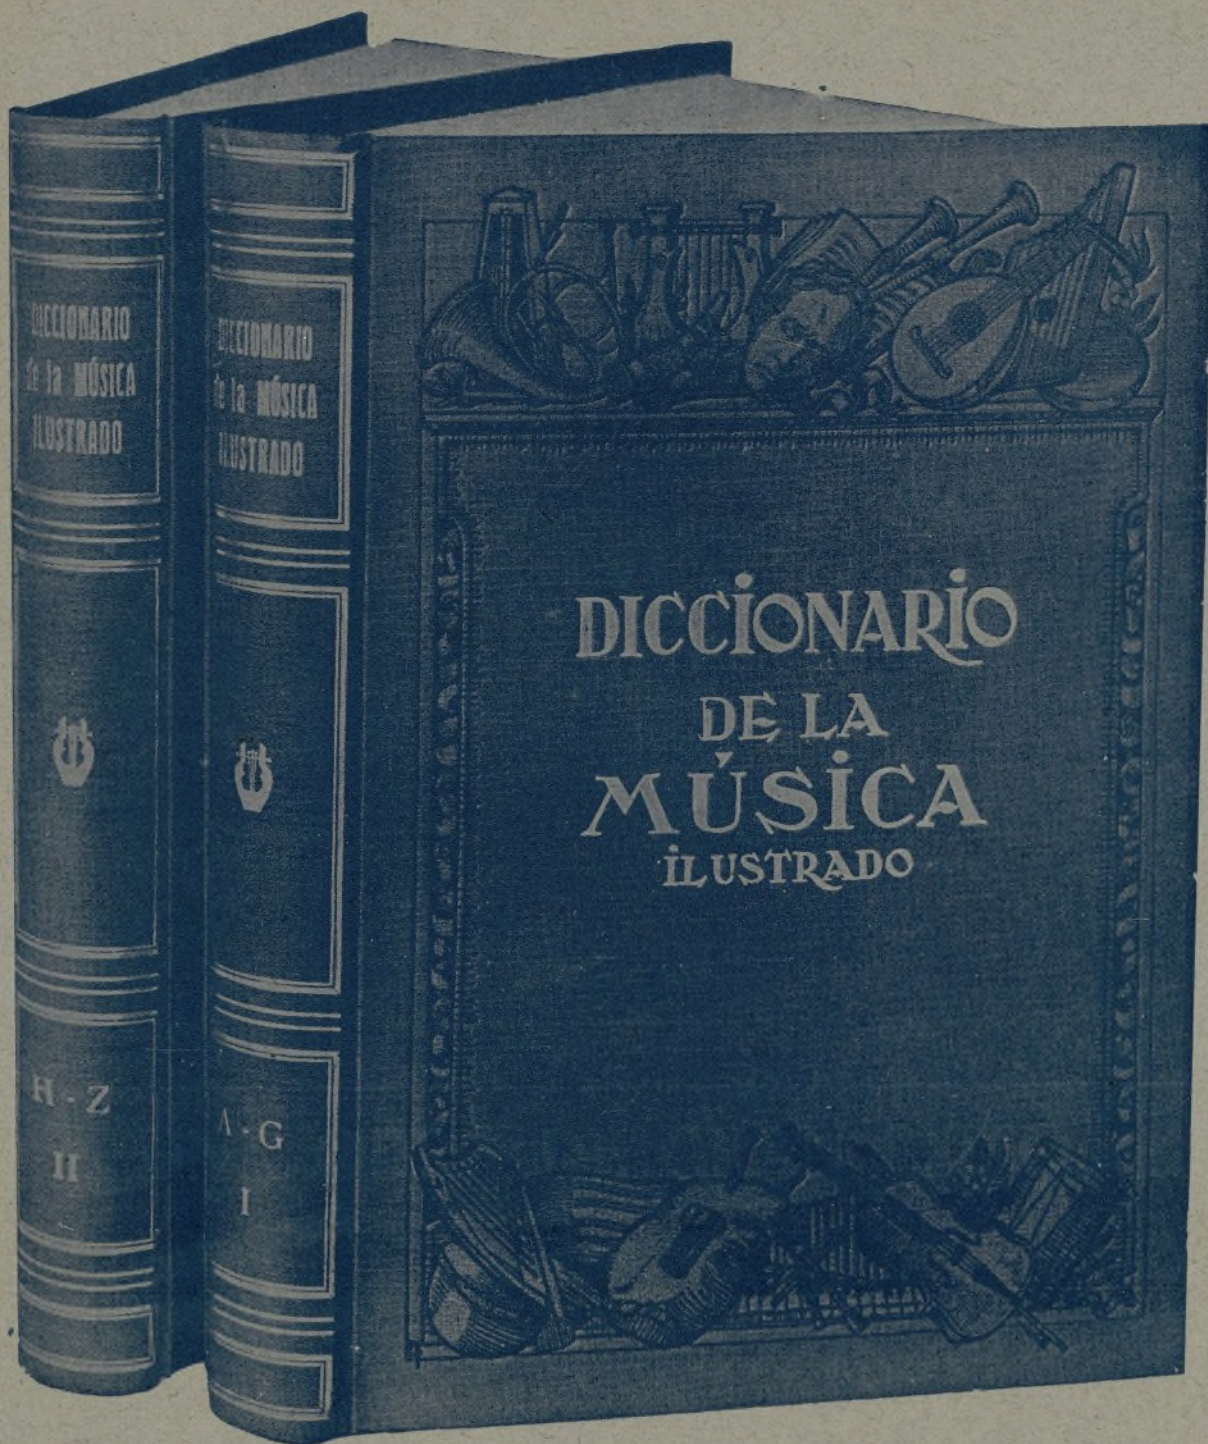 DICCIONARIO
de la MÚSICA
ILUSTRADO
H - Z
II
DICCIONARIO
de la MÚSICA
ILUSTRADO
A - G
I
DICCIONARIO
DE LA
MÚSICA
ILUSTRADO